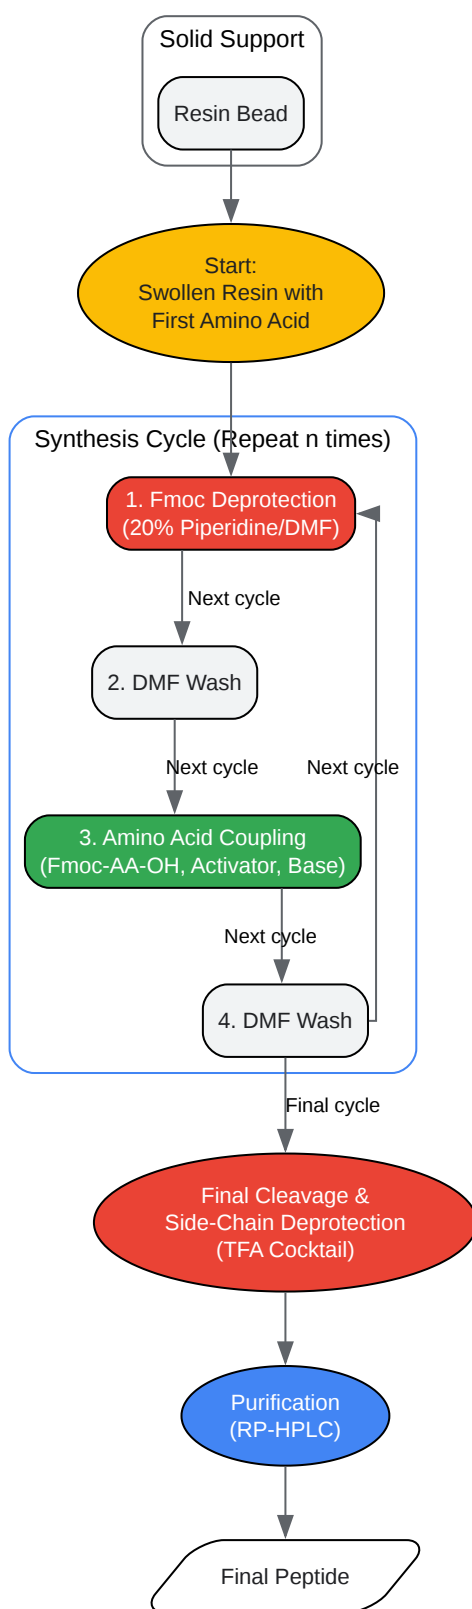 Solid Support
Resin Bead
Start:
Swollen Resin with
First Amino Acid
Synthesis Cycle (Repeat n times)
1. Fmoc Deprotection
(20% Piperidine/DMF)
Next cycle
2. DMF Wash
Next cycle
Next cycle
3. Amino Acid Coupling
(Fmoc-AA-OH, Activator, Base)
Next cycle
4. DMF Wash
Final cycle
Final Cleavage &
Side-Chain Deprotection
(TFA Cocktail)
Purification
(RP-HPLC)
Final Peptide